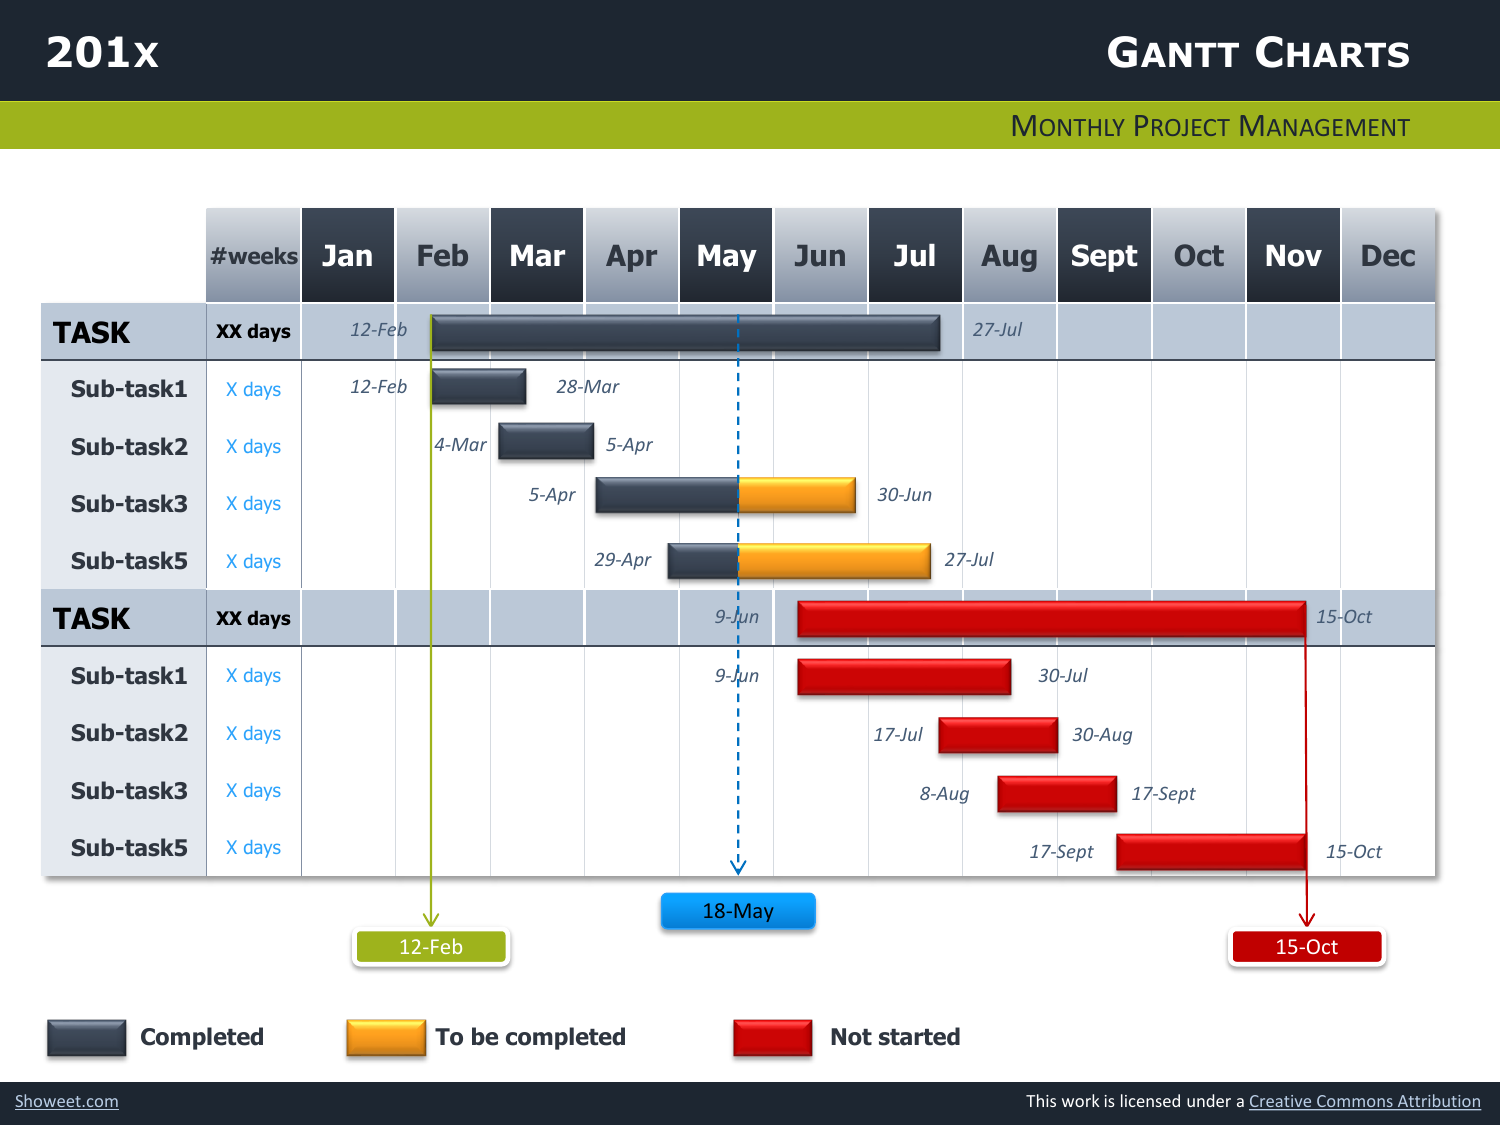 201x
GANTT CHARTS
MONTHLY PROJECT MANAGEMENT
#weeks Jan Feb Mar Apr May Jun Jul Aug Sept Oct Nov Dec
TASK XX days 12-Feb 27-Jul
Sub-task1 X days 12-Feb 28-Mar
Sub-task2 X days 4-Mar 5-Apr
Sub-task3 X days 5-Apr 30-Jun
Sub-task5 X days 29-Apr 27-Jul
TASK XX days 9-Jun 15-Oct
Sub-task1 X days 9-Jun 30-Jul
Sub-task2 X days 17-Jul 30-Aug
Sub-task3 X days 8-Aug 17-Sept
Sub-task5 X days 17-Sept 15-Oct
18-May
12-Feb 15-Oct
Completed To be completed Not started
Showeet.com This work is licensed under a Creative Commons Attribution